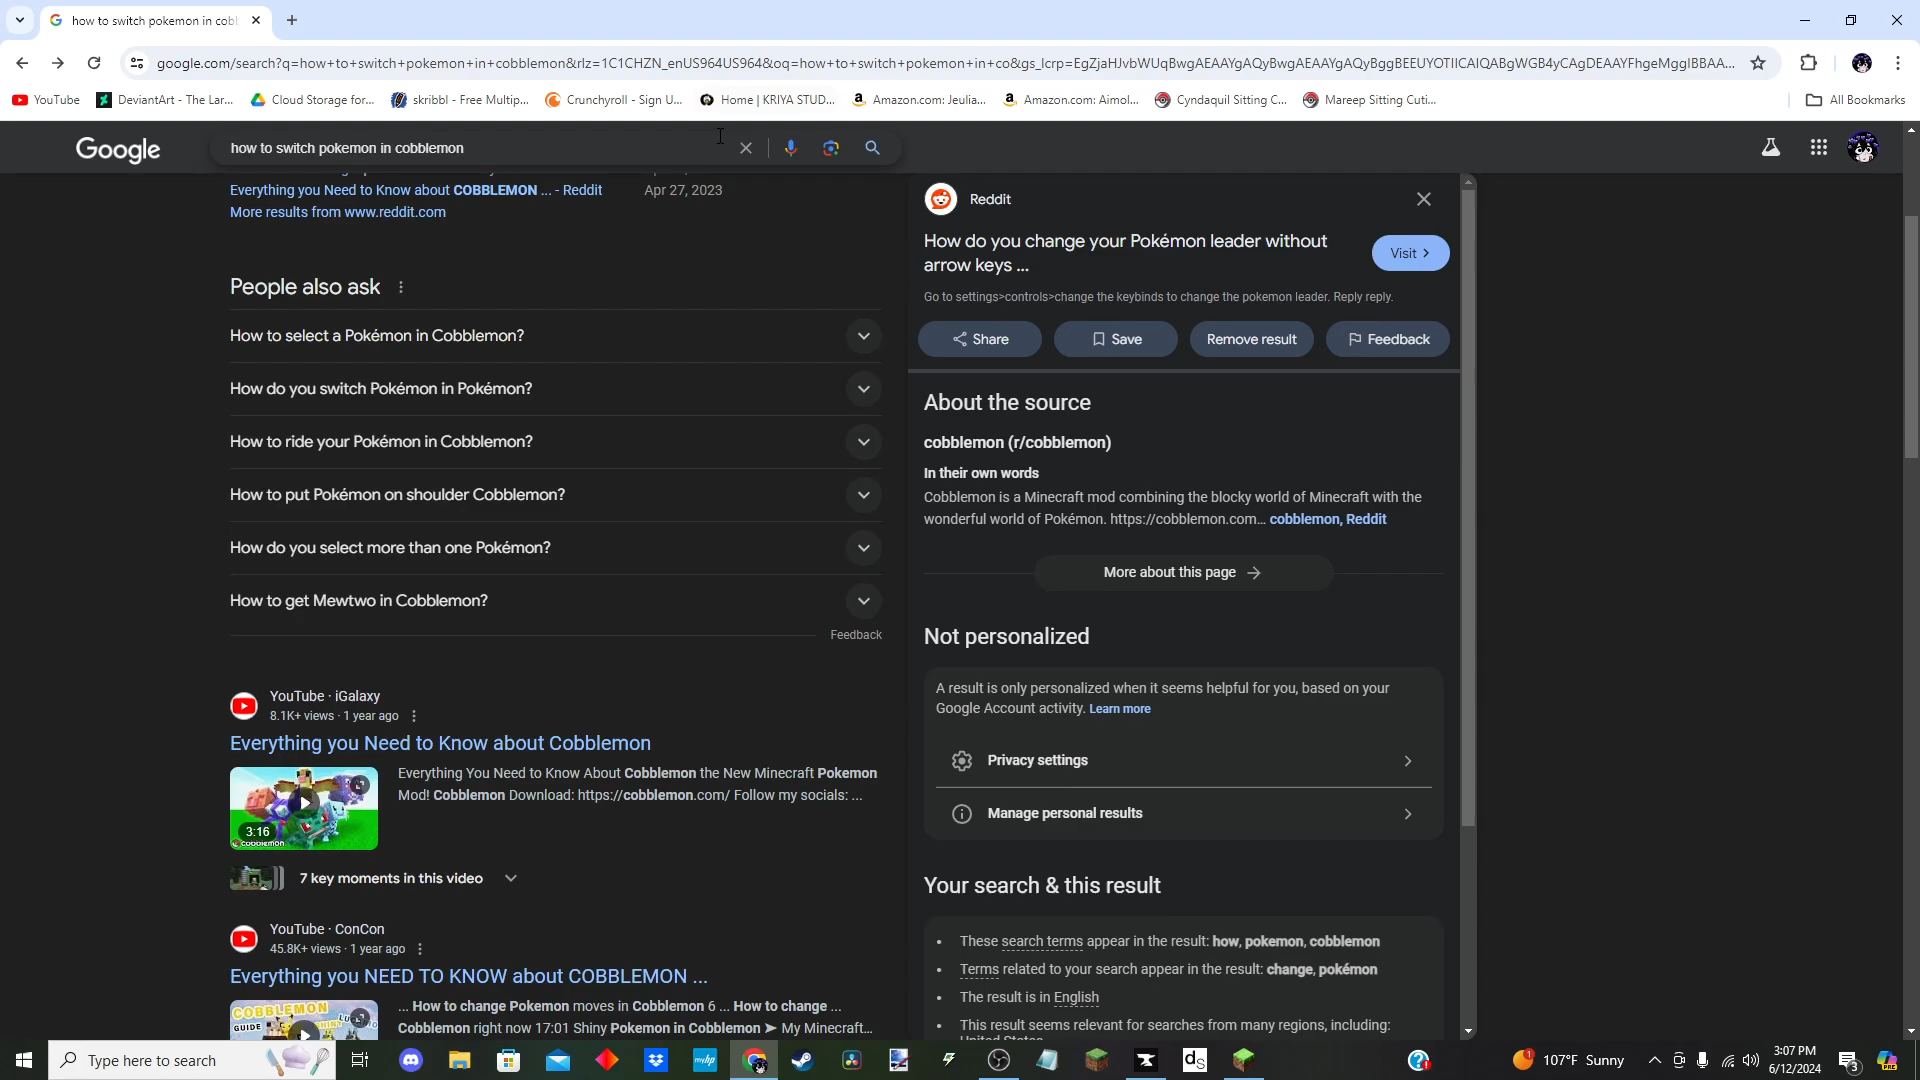 how to switch pokemon in cob
google.com/search?q=how+to+switch+pokemon+in+cobblemon&rlz=1C1CHZN_enUS964US964&oq=how+to+switch+pokemon+in+co&gs_lcrp=EgZjaHJvbWUqBwgAEAAYgAQyBwgAEAAYgAQyBggBEEUYOTIICAIQABgWGB4yCAgDEAAYFhgeMggIBBAA...
YouTube
DeviantArt - The Lar...
Cloud Storage for...
skribbl - Free Multip...
Crunchyroll - Sign U...
Home | KRIYA STUD...
Amazon.com: Jeulia...
Amazon.com: Aimol...
Cyndaquil Sitting C...
Mareep Sitting Cuti...
All Bookmarks
Google
how to switch pokemon in cobblemon
Everything you Need to Know about COBBLEMON ... - Reddit
Apr 27, 2023
More results from www.reddit.com
People also ask
How to select a Pokémon in Cobblemon?
How do you switch Pokémon in Pokémon?
How to ride your Pokémon in Cobblemon?
How to put Pokémon on shoulder Cobblemon?
How do you select more than one Pokémon?
How to get Mewtwo in Cobblemon?
Feedback
YouTube · iGalaxy
8.1K+ views · 1 year ago
Everything you Need to Know about Cobblemon
Everything You Need to Know About Cobblemon the New Minecraft Pokemon
Mod! Cobblemon Download: https://cobblemon.com/ Follow my socials: ...
3:16
COBBLEMON
7 key moments in this video
YouTube · ConCon
45.8K+ views · 1 year ago
Everything you NEED TO KNOW about COBBLEMON ...
COBBLEMON
GUIDE
... How to change Pokemon moves in Cobblemon 6 ... How to change ...
Cobblemon right now 17:01 Shiny Pokemon in Cobblemon ➤ My Minecraft...
Reddit
How do you change your Pokémon leader without
arrow keys ...
Visit
Go to settings>controls>change the keybinds to change the pokemon leader. Reply reply.
Share
Save
Remove result
Feedback
About the source
cobblemon (r/cobblemon)
In their own words
Cobblemon is a Minecraft mod combining the blocky world of Minecraft with the
wonderful world of Pokémon. https://cobblemon.com... cobblemon, Reddit
More about this page
Not personalized
A result is only personalized when it seems helpful for you, based on your
Google Account activity. Learn more
Privacy settings
Manage personal results
Your search & this result
• These search terms appear in the result: how, pokemon, cobblemon
• Terms related to your search appear in the result: change, pokémon
• The result is in English
• This result seems relevant for searches from many regions, including:
United States
Type here to search
myhp
ds
107°F Sunny
3:07 PM
6/12/2024
3
PRE